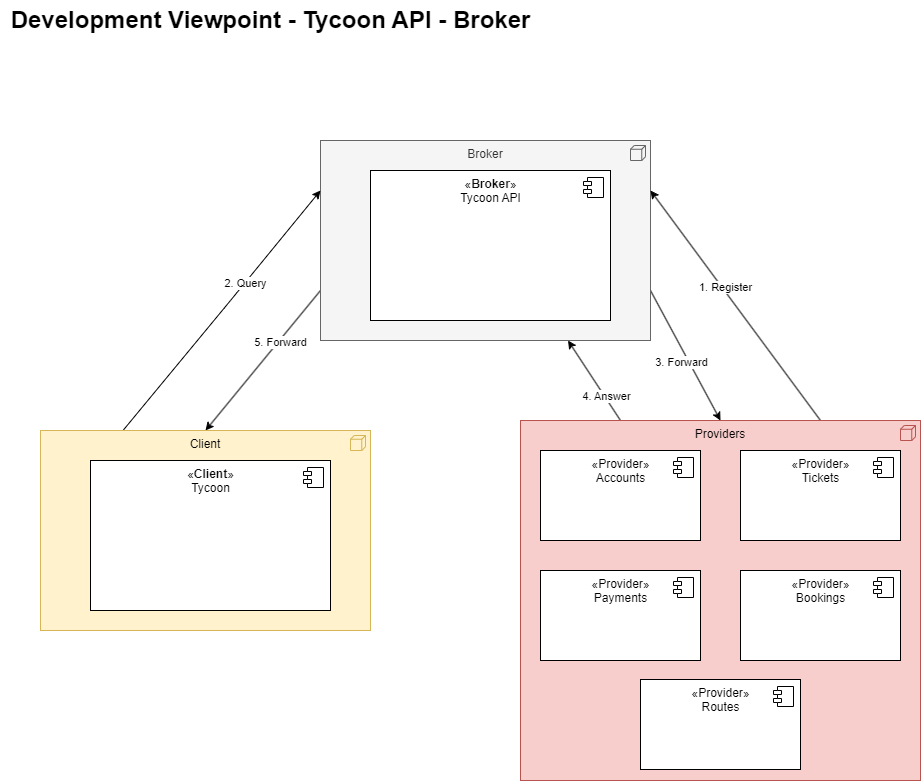 Development Viewpoint - Tycoon API - Broker
Broker
«Broker»
Tycoon API
2. Query
1. Register
5. Forward
3. Forward
4. Answer
Client
«Client»
Tycoon
Providers
«Provider»
Accounts
«Provider»
Tickets
«Provider»
Payments
«Provider»
Bookings
«Provider»
Routes